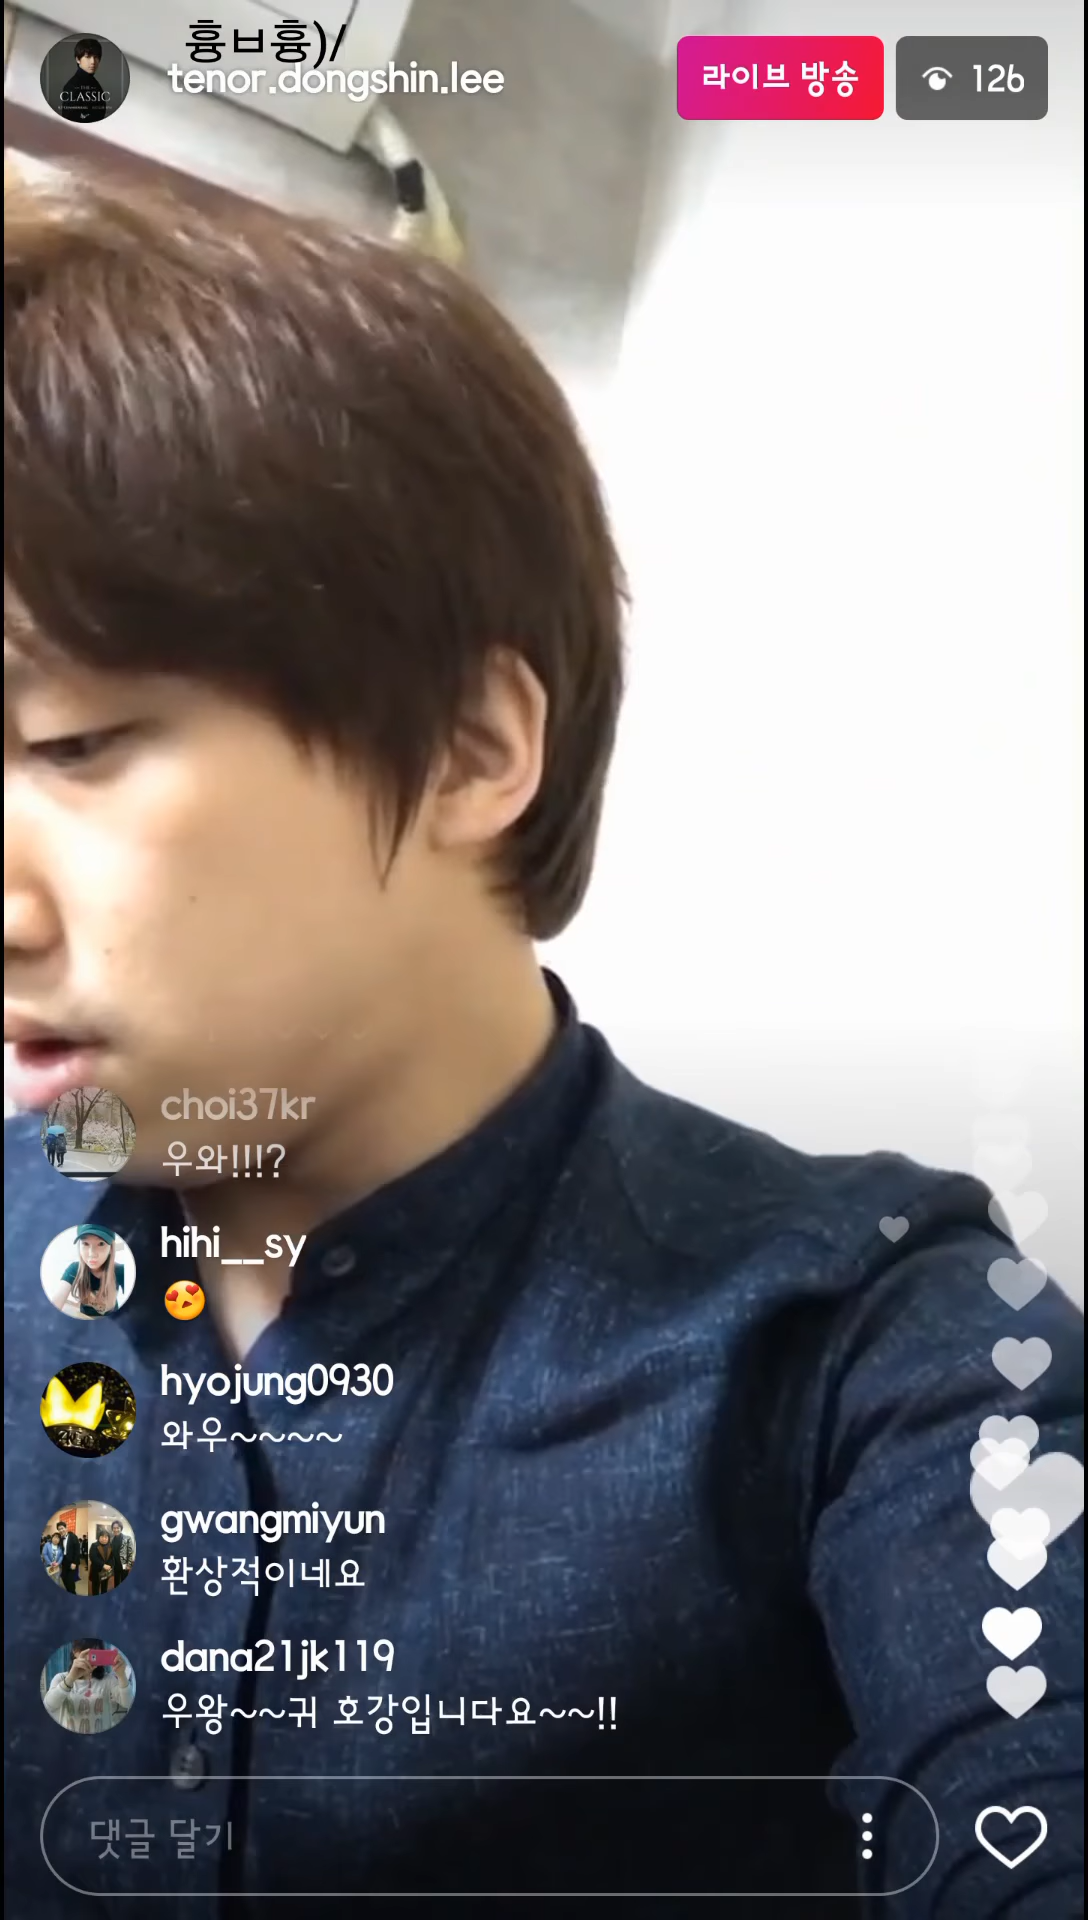 흉ㅂ흉)/
tenor.dongshin.lee
라이브 방송
126
CLASSIC
choi37kr
우와!!!?
hihi__sy
😍
hyojung0930
와우~~~~
gwangmiyun
환상적이네요
dana21jk119
우왕~~귀 호강입니다요~~!!
댓글 달기